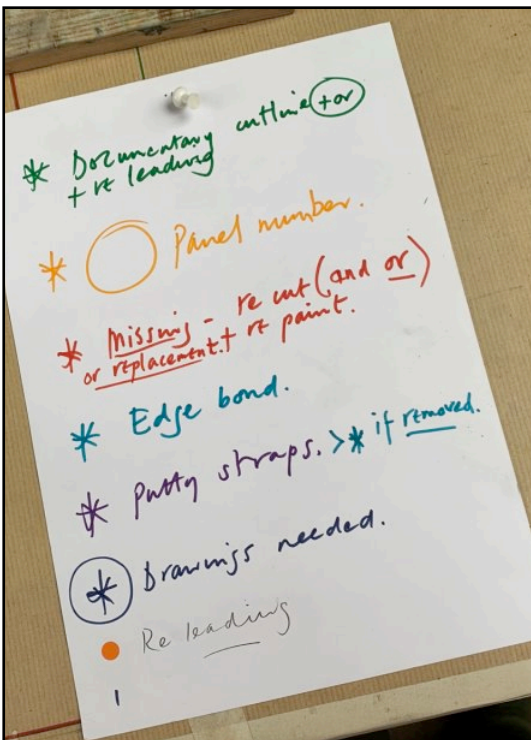 * Documentary outline + or
+ re leading
* Panel number.
* Missing - re cut (and or)
or replacement. + re paint.
* Edge bond.
* Putty straps. > * if removed.
* Drawings needed.
Re leading